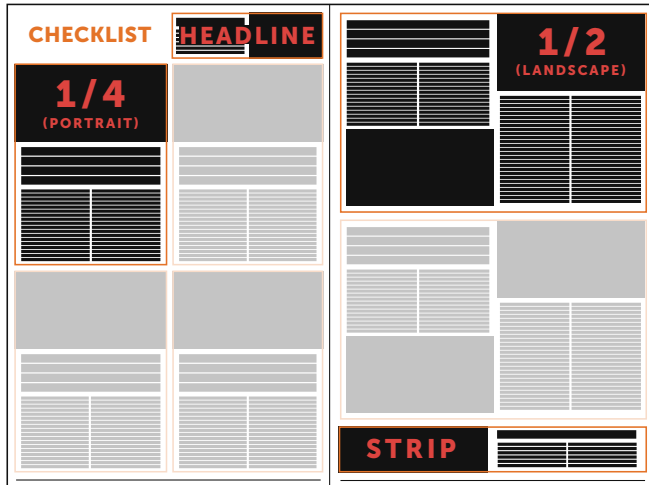 CHECKLIST
HEADLINE
1/4
(PORTRAIT)
1/2
(LANDSCAPE)
STRIP